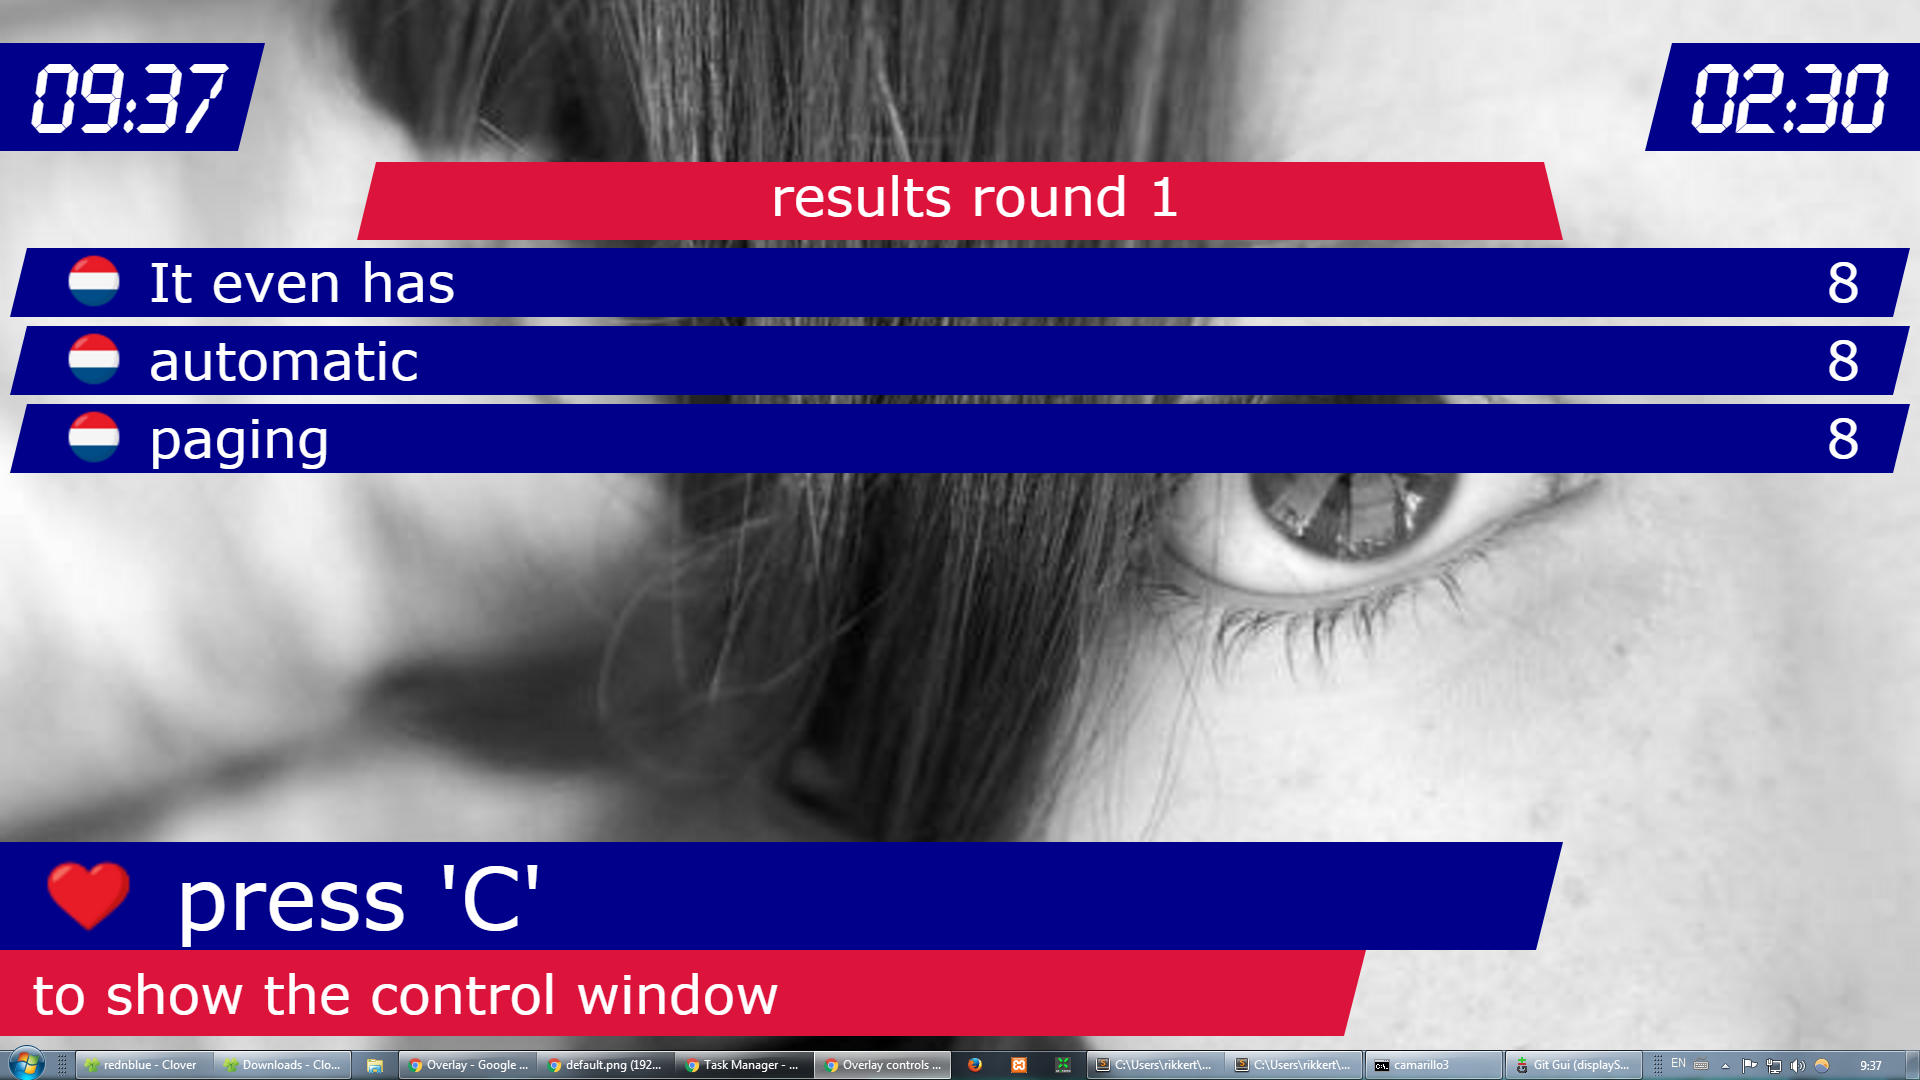 09:37
02:30
results round 1
It even has 8
automatic 8
paging 8
press 'C'
to show the control window
rednblue - Clover
Downloads - Clo...
Overlay - Google ...
default.png (192...
Task Manager - ...
Overlay controls ...
C:\Users\rikkert\...
C:\Users\rikkert\...
camarillo3
Git Gui (displayS...
EN
9:37